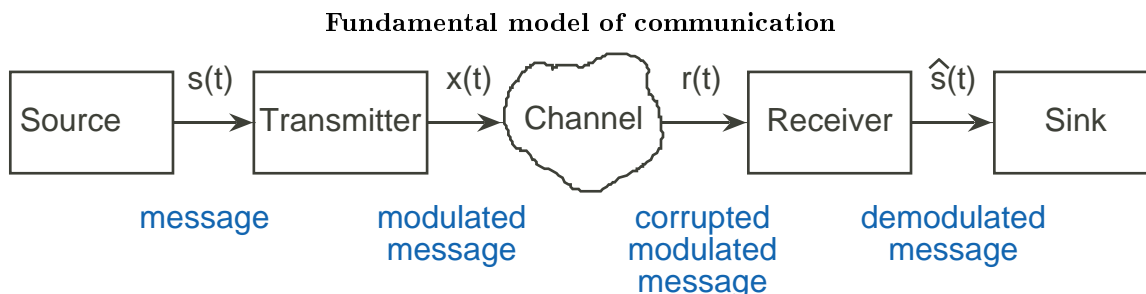 Fundamental model of communication
s(t) x(t) r(t) ŝ(t)
Source Transmitter Channel Receiver Sink
message modulated corrupted demodulated
message modulated message
message